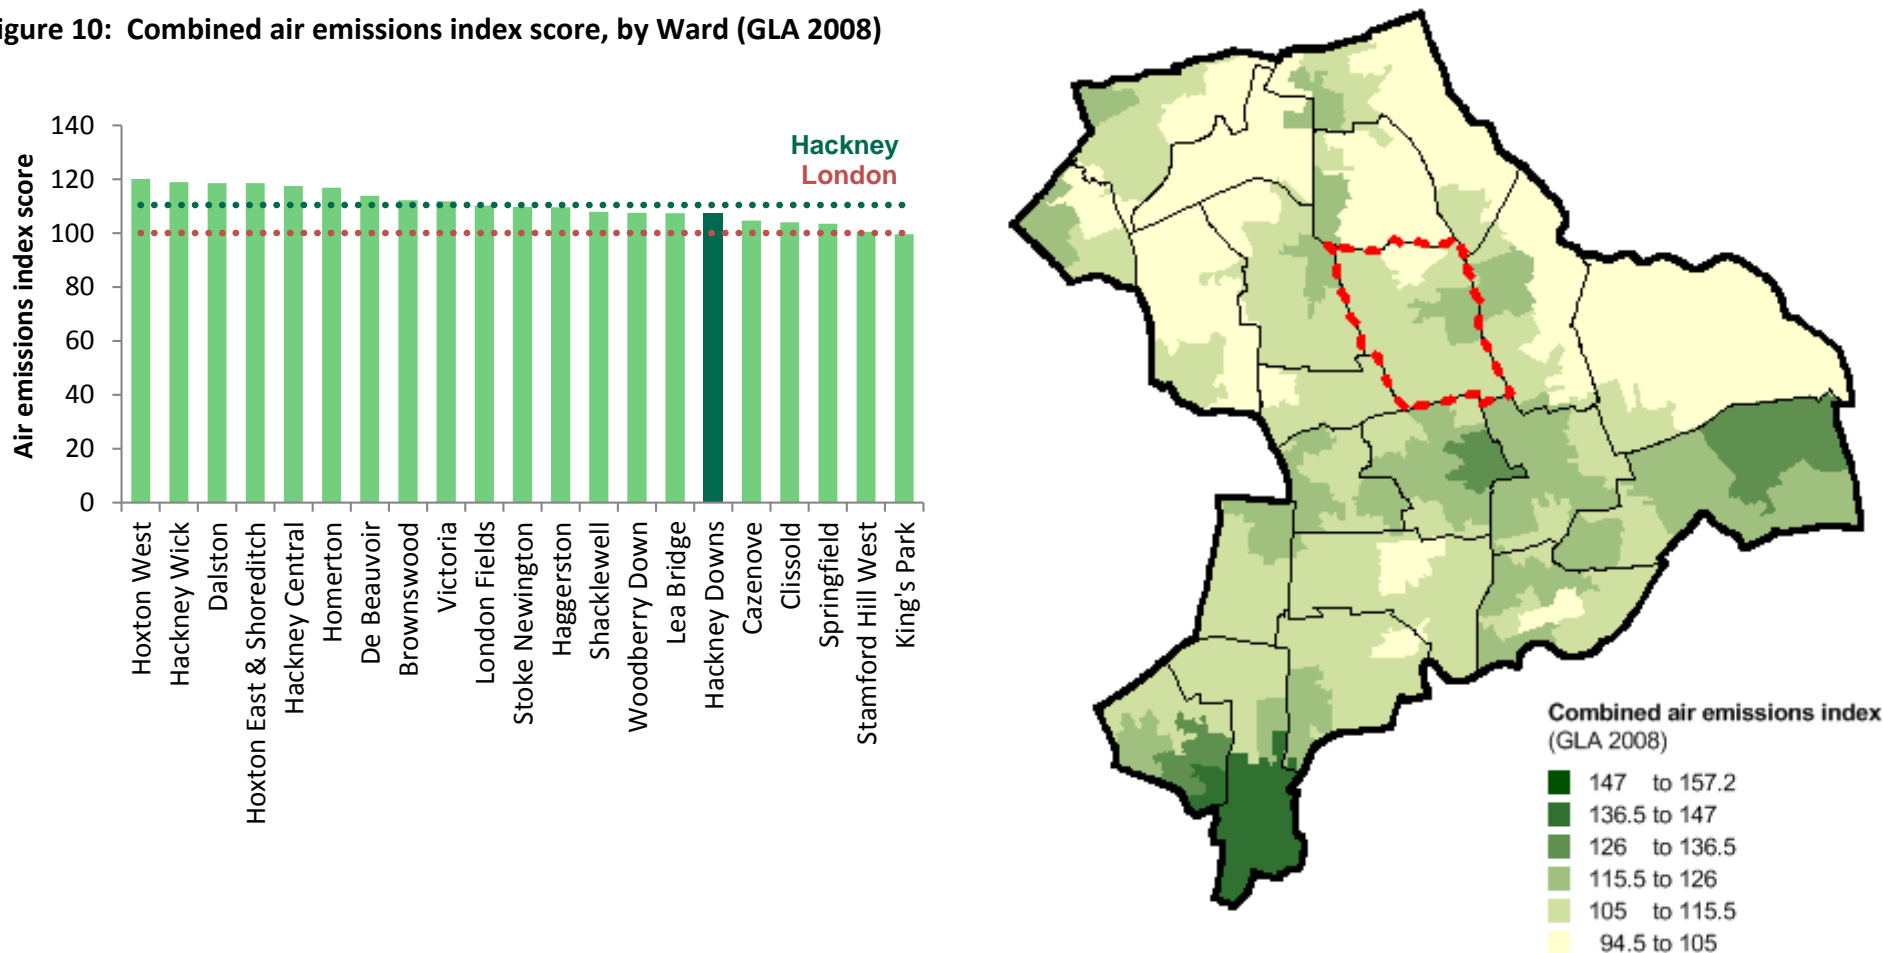 igure 10: Combined air emissions index score, by Ward (GLA 2008)
Air emissions index score
140
120
100
80
60
40
20
0
Hackney
London
Hoxton West
Hackney Wick
Dalston
Hoxton East & Shoreditch
Hackney Central
Homerton
De Beauvoir
Brownswood
Victoria
London Fields
Stoke Newington
Haggerston
Shacklewell
Woodberry Down
Lea Bridge
Hackney Downs
Cazenove
Clissold
Springfield
Stamford Hill West
King's Park
Combined air emissions index
(GLA 2008)
147 to 157.2
136.5 to 147
126 to 136.5
115.5 to 126
105 to 115.5
94.5 to 105